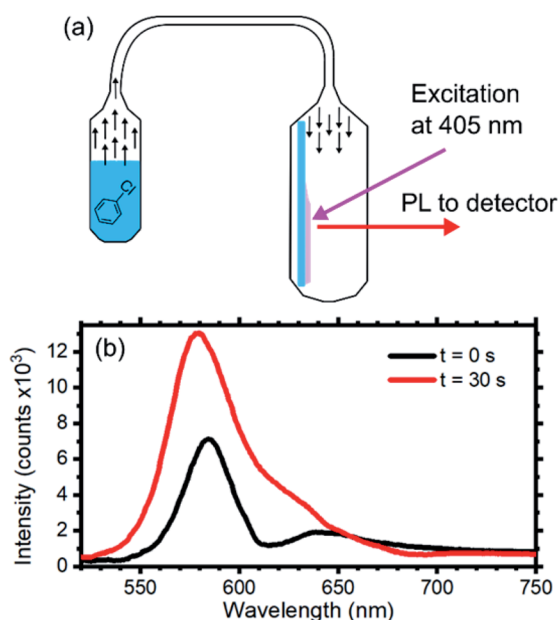 (a)
Excitation
at 405 nm
PL to detector
Cl
(b)
t = 0 s
t = 30 s
Intensity (counts x10³)
12
10
8
6
4
2
0
550 600 650 700 750
Wavelength (nm)